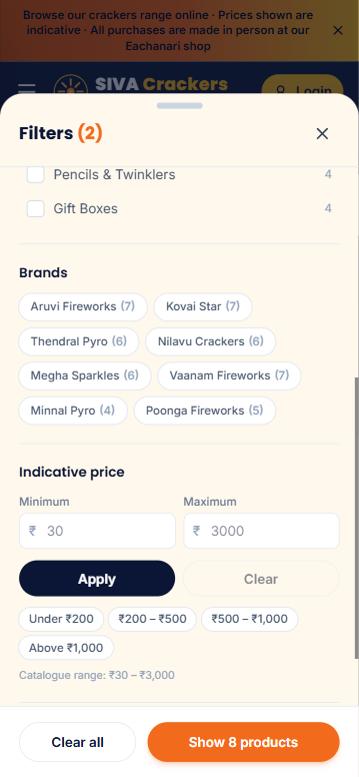 Browse our crackers range online · Prices shown are
indicative · All purchases are made in person at our
Eachanari shop
SIVA Crackers
Login
Filters (2)
Pencils & Twinklers 4
Gift Boxes 4
Brands
Aruvi Fireworks (7) Kovai Star (7)
Thendral Pyro (6) Nilavu Crackers (6)
Megha Sparkles (6) Vaanam Fireworks (7)
Minnal Pyro (4) Poonga Fireworks (5)
Indicative price
Minimum Maximum
₹ 30 ₹ 3000
Apply Clear
Under ₹200 ₹200 – ₹500 ₹500 – ₹1,000
Above ₹1,000
Catalogue range: ₹30 – ₹3,000
Clear all Show 8 products